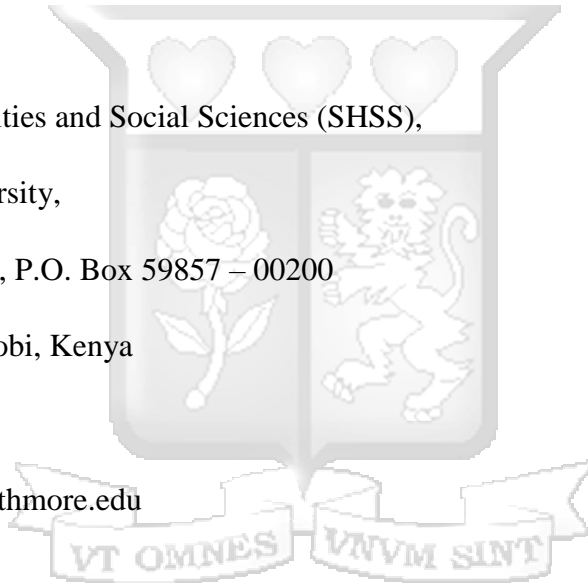 ities and Social Sciences (SHSS),
rsity,
, P.O. Box 59857 – 00200
obi, Kenya
thmore.edu
VT OMNES VNVM SINT